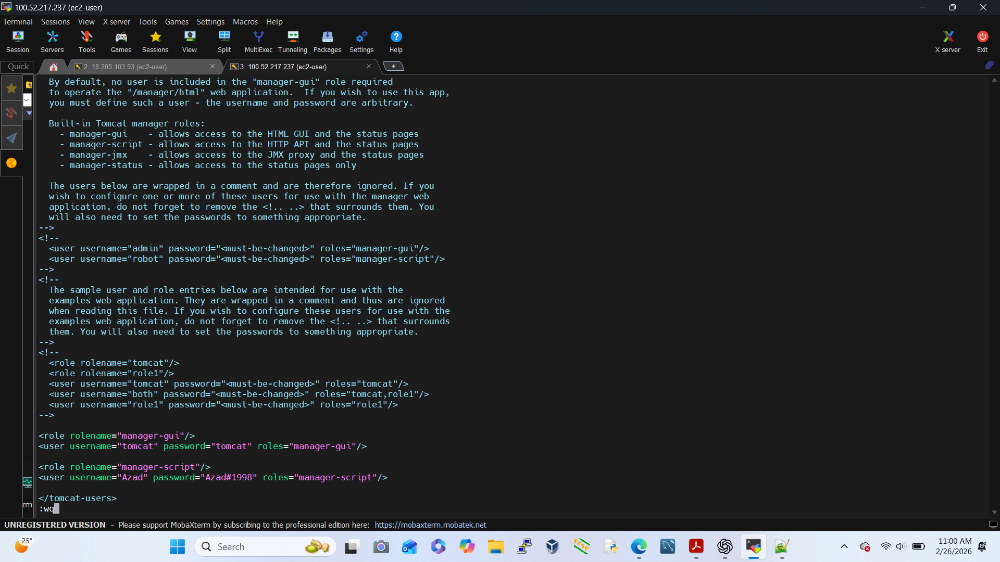 100.52.217.237 (ec2-user)
Terminal Sessions View X server Tools Games Settings Macros Help
Session Servers Tools Games Sessions View Split MultiExec Tunneling Packages Settings Help X server Exit
Quick
2. 18.205.103.93 (ec2-user)
3. 100.52.217.237 (ec2-user)
By default, no user is included in the "manager-gui" role required
to operate the "/manager/html" web application.  If you wish to use this app,
you must define such a user - the username and password are arbitrary.
Built-in Tomcat manager roles:
- manager-gui    - allows access to the HTML GUI and the status pages
- manager-script - allows access to the HTTP API and the status pages
- manager-jmx    - allows access to the JMX proxy and the status pages
- manager-status - allows access to the status pages only
The users below are wrapped in a comment and are therefore ignored. If you
wish to configure one or more of these users for use with the manager web
application, do not forget to remove the <!.. ..> that surrounds them. You
will also need to set the passwords to something appropriate.
-->
<!--
<user username="admin" password="<must-be-changed>" roles="manager-gui"/>
<user username="robot" password="<must-be-changed>" roles="manager-script"/>
-->
<!--
The sample user and role entries below are intended for use with the
examples web application. They are wrapped in a comment and thus are ignored
when reading this file. If you wish to configure these users for use with the
examples web application, do not forget to remove the <!.. ..> that surrounds
them. You will also need to set the passwords to something appropriate.
-->
<!--
<role rolename="tomcat"/>
<role rolename="role1"/>
<user username="tomcat" password="<must-be-changed>" roles="tomcat"/>
<user username="both" password="<must-be-changed>" roles="tomcat,role1"/>
<user username="role1" password="<must-be-changed>" roles="role1"/>
-->
<role rolename="manager-gui"/>
<user username="tomcat" password="tomcat" roles="manager-gui"/>
<role rolename="manager-script"/>
<user username="Azad" password="Azad#1998" roles="manager-script"/>
</tomcat-users>
rm
:wq
UNREGISTERED VERSION - Please support MobaXterm by subscribing to the professional edition here: https://mobaxterm.mobatek.net
25°
Search
TFTP
11:00 AM
2/26/2026